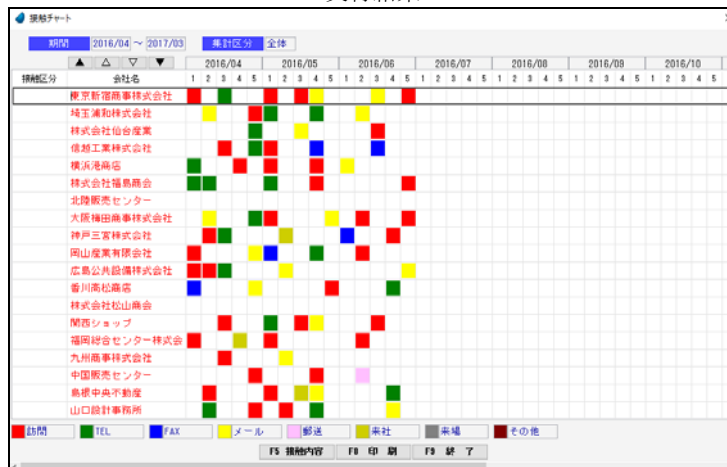 接触チャート
期間 2016/04 ～ 2017/03 集計区分 全体
▲ △ ▽ ▼ 2016/04 2016/05 2016/06 2016/07 2016/08 2016/09 2016/10
接触区分 会社名 1 2 3 4 5 1 2 3 4 5 1 2 3 4 5 1 2 3 4 5 1 2 3 4 5 1 2 3 4 5 1 2 3 4 5
東京新宿商事株式会社
埼玉浦和株式会社
株式会社仙台産業
信越工業株式会社
横浜港商店
株式会社福島商会
北陸販売センター
大阪梅田商事株式会社
神戸三宮株式会社
岡山産業有限会社
広島公共設備株式会社
香川高松商店
株式会社松山商会
関西ショップ
福岡総合センター株式会
九州商事株式会社
中国販売センター
島根中央不動産
山口設計事務所
訪問 TEL FAX メール 郵送 来社 来場 その他
F5 接触内容 F8 印 刷 F9 終 了